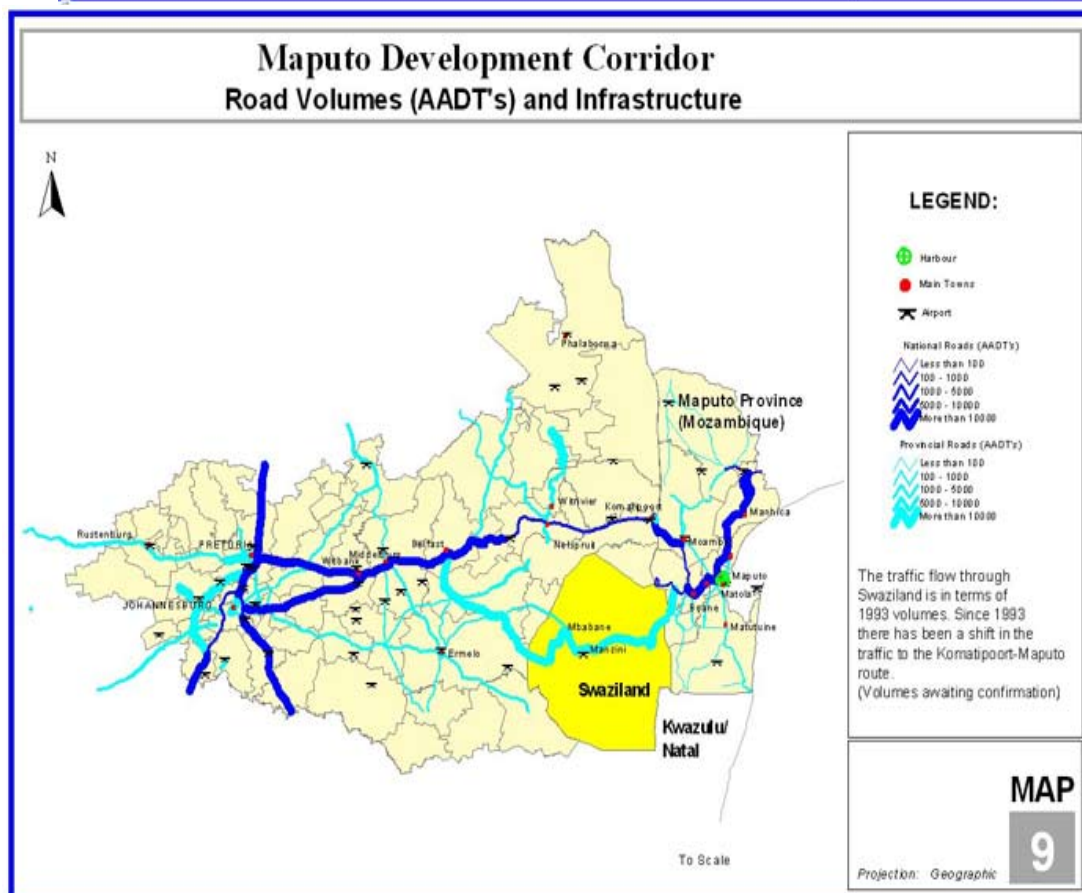 Maputo Development Corridor
Road Volumes (AADT's) and Infrastructure
N
LEGEND:
Harbour
Main Towns
Airport
National Roads (AADT's)
Less than 100
100 - 1000
1000 - 5000
5000 - 10000
More than 10000
Provincial Roads (AADT's)
Less than 100
100 - 1000
1000 - 5000
5000 - 10000
More than 10000
The traffic flow through
Swaziland is in terms of
1993 volumes. Since 1993
there has been a shift in the
traffic to the Komatipoort-Maputo
route.
(Volumes awaiting confirmation)
MAP
9
Projection: Geographic
Phalaborwa
Maputo Province
(Mozambique)
Witrivier
Komatipoort
Manhica
Rustenburg
PRETORIA
Belfast
Nelspruit
Moamb
Middelburg
Witbank
Maputo
Matola
JOHANNESBURG
Boane
Mbabane
Matutuine
Ermelo
Manzini
Swaziland
Kwazulu/
Natal
To Scale